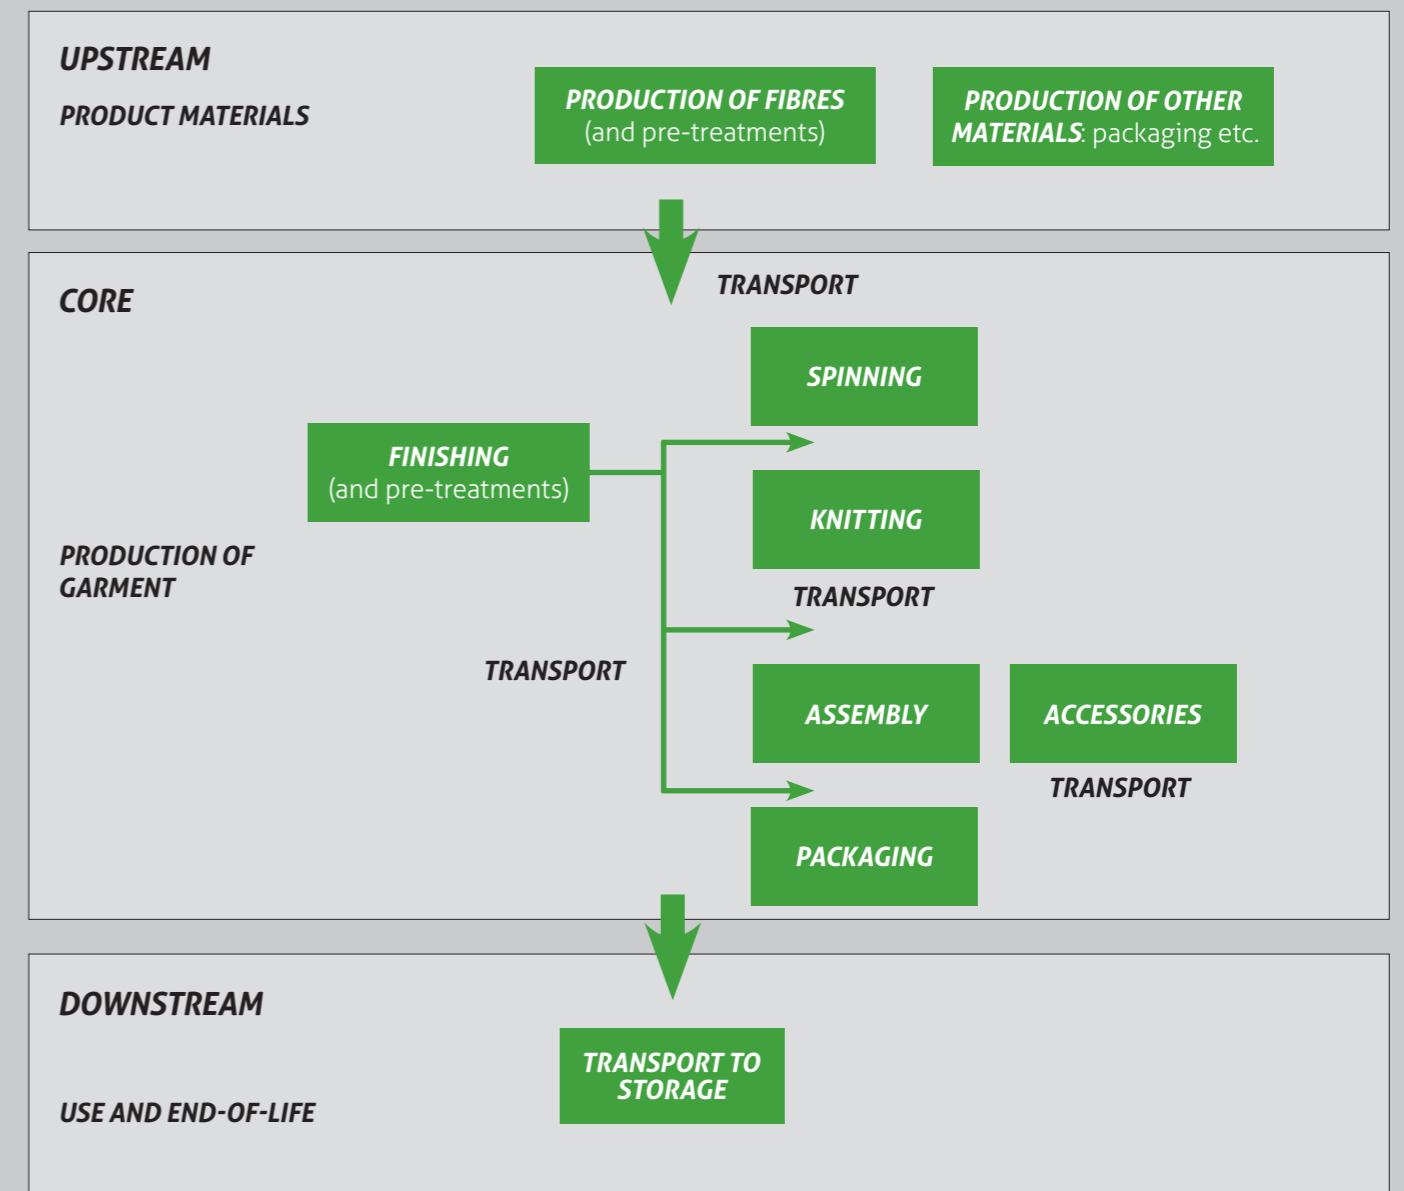 UPSTREAM
PRODUCT MATERIALS
PRODUCTION OF FIBRES
(and pre-treatments)
PRODUCTION OF OTHER
MATERIALS: packaging etc.
CORE
TRANSPORT
SPINNING
FINISHING
(and pre-treatments)
KNITTING
PRODUCTION OF
GARMENT
TRANSPORT
TRANSPORT
ASSEMBLY
ACCESSORIES
TRANSPORT
PACKAGING
DOWNSTREAM
TRANSPORT TO
STORAGE
USE AND END-OF-LIFE